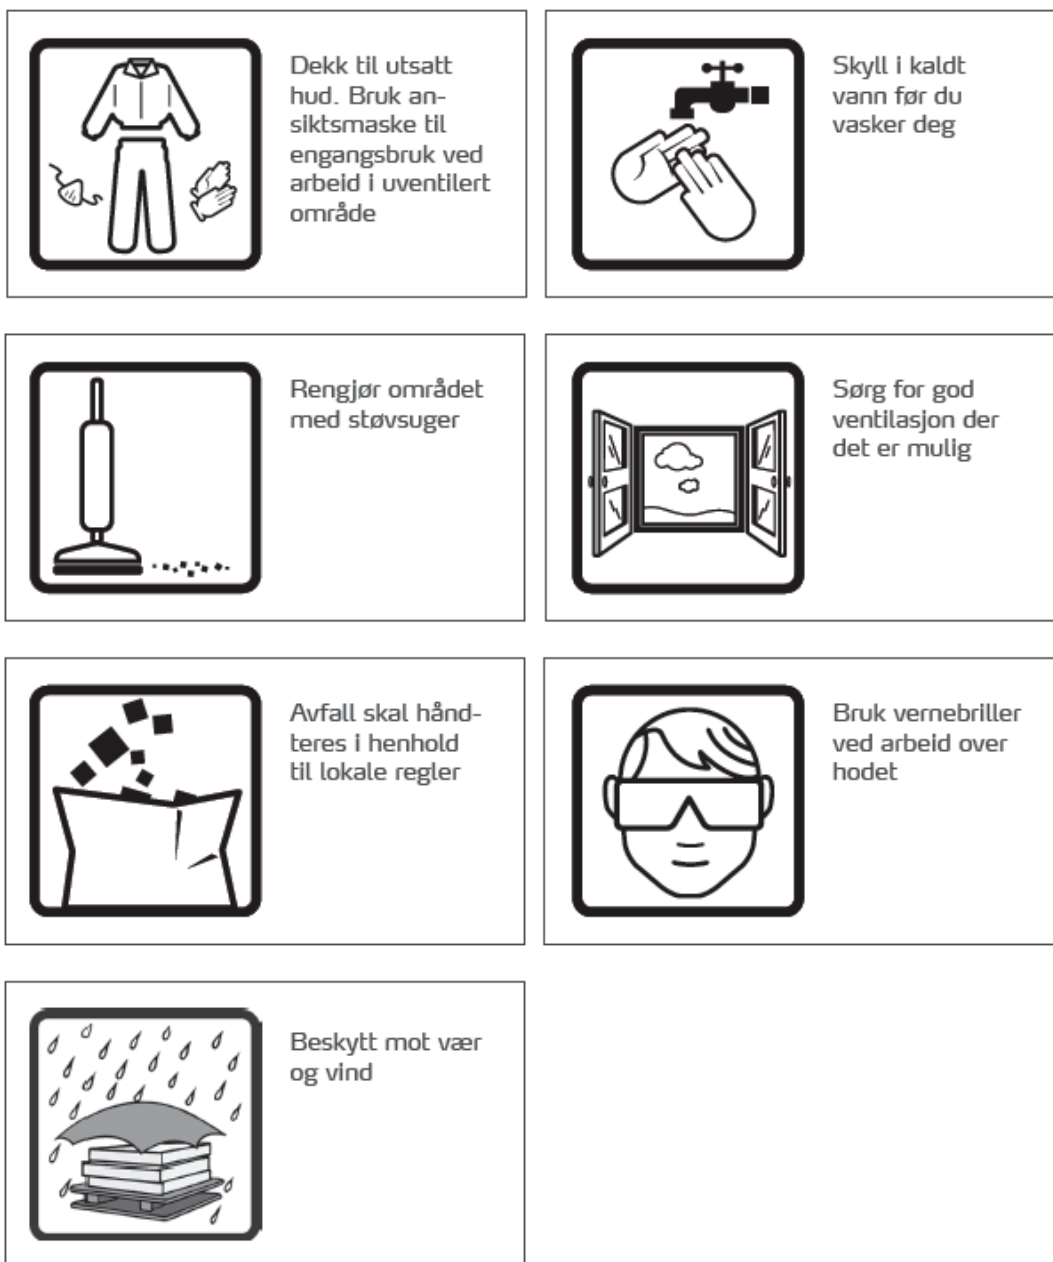 Dekk til utsatt
hud. Bruk an-
siktsmaske til
engangsbruk ved
arbeid i uventilert
område
Skyll i kaldt
vann før du
vasker deg
Rengjør området
med støvsuger
Sørg for god
ventilasjon der
det er mulig
Avfall skal hånd-
teres i henhold
til lokale regler
Bruk vernebriller
ved arbeid over
hodet
Beskytt mot vær
og vind